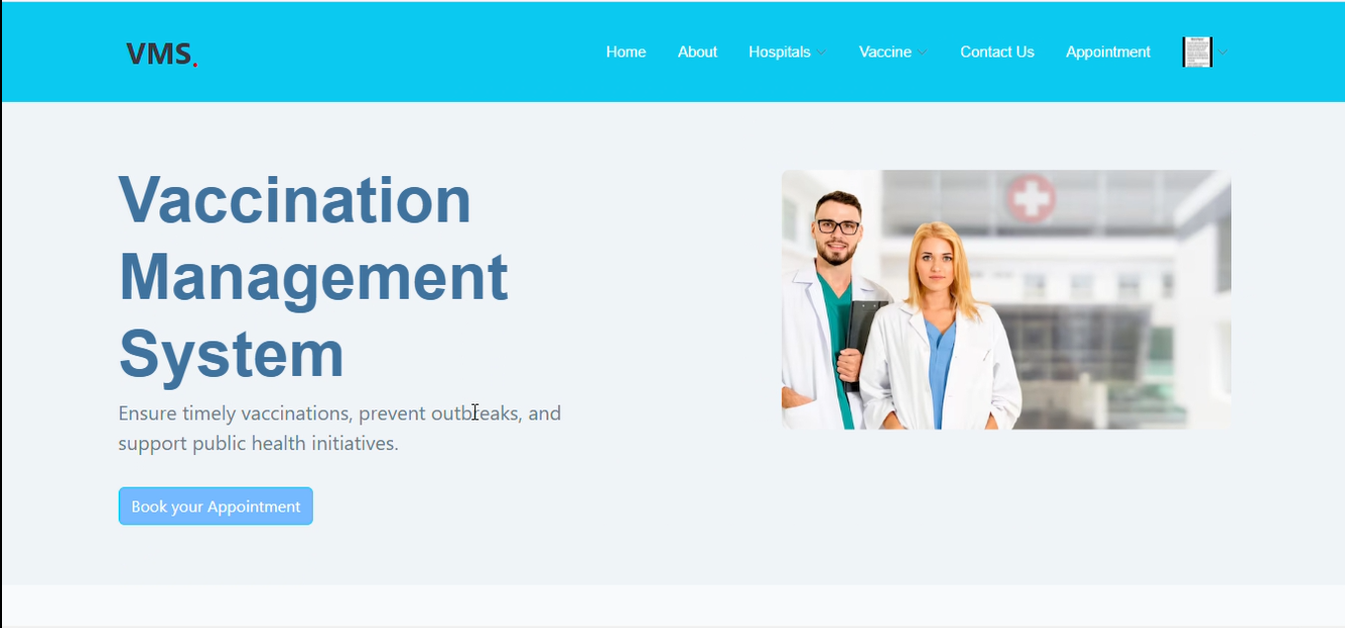 VMS.
Home About Hospitals Vaccine Contact Us Appointment
Vaccination
Management
System
Ensure timely vaccinations, prevent outbreaks, and
support public health initiatives.
Book your Appointment